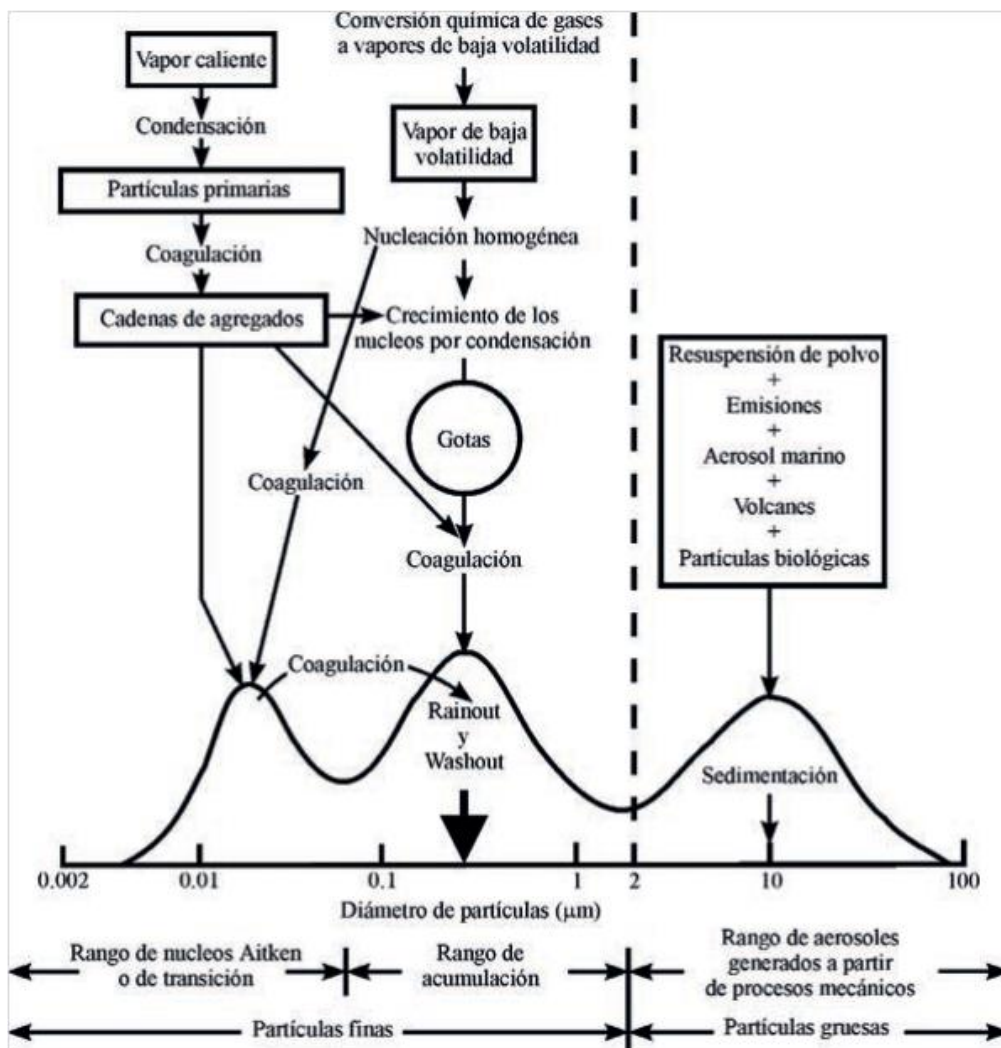 Conversión química de gases
a vapores de baja volatilidad
Vapor caliente
Condensación
Vapor de baja
volatilidad
Partículas primarias
Nucleación homogénea
Coagulación
Cadenas de agregados
Crecimiento de los
nucleos por condensación
Resuspensión de polvo
+
Emisiones
+
Aerosol marino
+
Volcanes
+
Partículas biológicas
Gotas
Coagulación
Coagulación
Coagulación
Rainout
y
Washout
Sedimentación
0.002 0.01 0.1 1 2 10 100
Diámetro de partículas (μm)
Rango de nucleos Aitken
o de transición
Rango de
acumulación
Rango de aerosoles
generados a partir
de procesos mecánicos
Partículas finas
Partículas gruesas